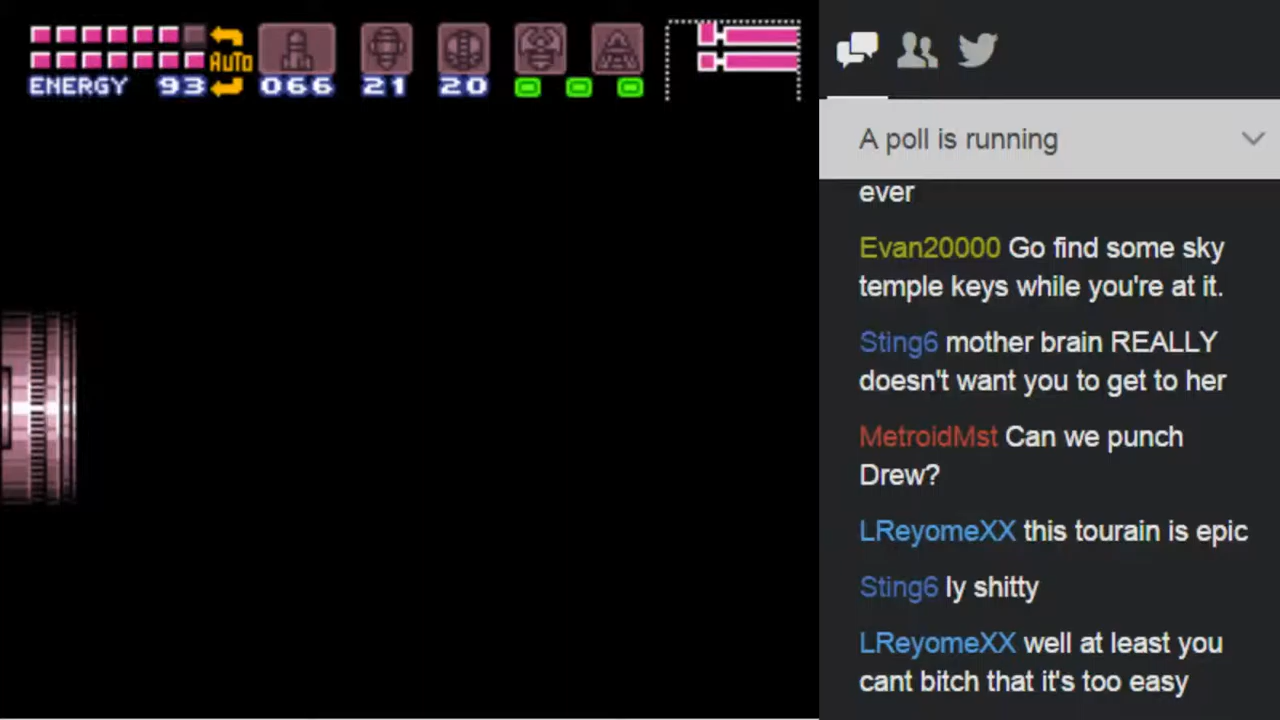 AUTO
ENERGY 93 066 21 20
A poll is running
ever
Evan20000 Go find some sky
temple keys while you're at it.
Sting6 mother brain REALLY
doesn't want you to get to her
MetroidMst Can we punch
Drew?
LReyomeXX this tourain is epic
Sting6 ly shitty
LReyomeXX well at least you
cant bitch that it's too easy